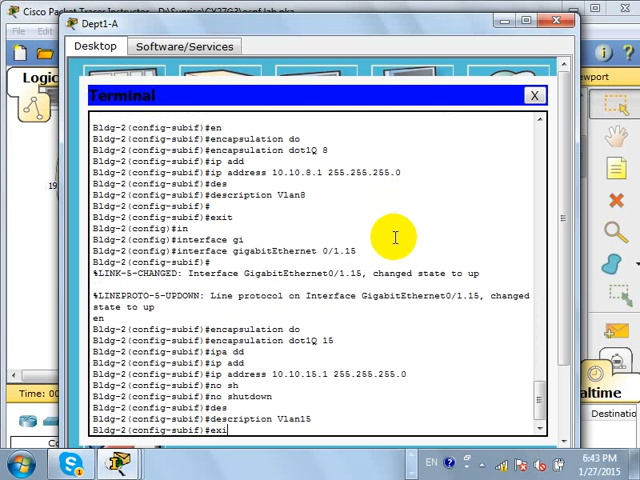 Cisco Packet Tracer Instructor - D:\Sunrise\CY27G3\ospf lab.pka
Dept1-A
Desktop
Software/Services
Logic
Viewport
Terminal
X
Bldg-2(config-subif)#en
Bldg-2(config-subif)#encapsulation do
Bldg-2(config-subif)#encapsulation dot1Q 8
Bldg-2(config-subif)#ip add
Bldg-2(config-subif)#ip address 10.10.8.1 255.255.255.0
Bldg-2(config-subif)#des
Bldg-2(config-subif)#description Vlan8
Bldg-2(config-subif)#
Bldg-2(config-subif)#exit
Bldg-2(config)#in
Bldg-2(config)#interface gi
Bldg-2(config)#interface gigabitEthernet 0/1.15
Bldg-2(config-subif)#
%LINK-5-CHANGED: Interface GigabitEthernet0/1.15, changed state to up
%LINEPROTO-5-UPDOWN: Line protocol on Interface GigabitEthernet0/1.15, changed
state to up
en
Bldg-2(config-subif)#encapsulation do
Bldg-2(config-subif)#encapsulation dot1Q 15
Bldg-2(config-subif)#ipa dd
Bldg-2(config-subif)#ip add
Bldg-2(config-subif)#ip address 10.10.15.1 255.255.255.0
Bldg-2(config-subif)#no sh
Bldg-2(config-subif)#no shutdown
Bldg-2(config-subif)#des
Bldg-2(config-subif)#description Vlan15
Bldg-2(config-subif)#exi
Time: 00
ealtime
Destinatio
EN
6:43 PM
1/27/2015